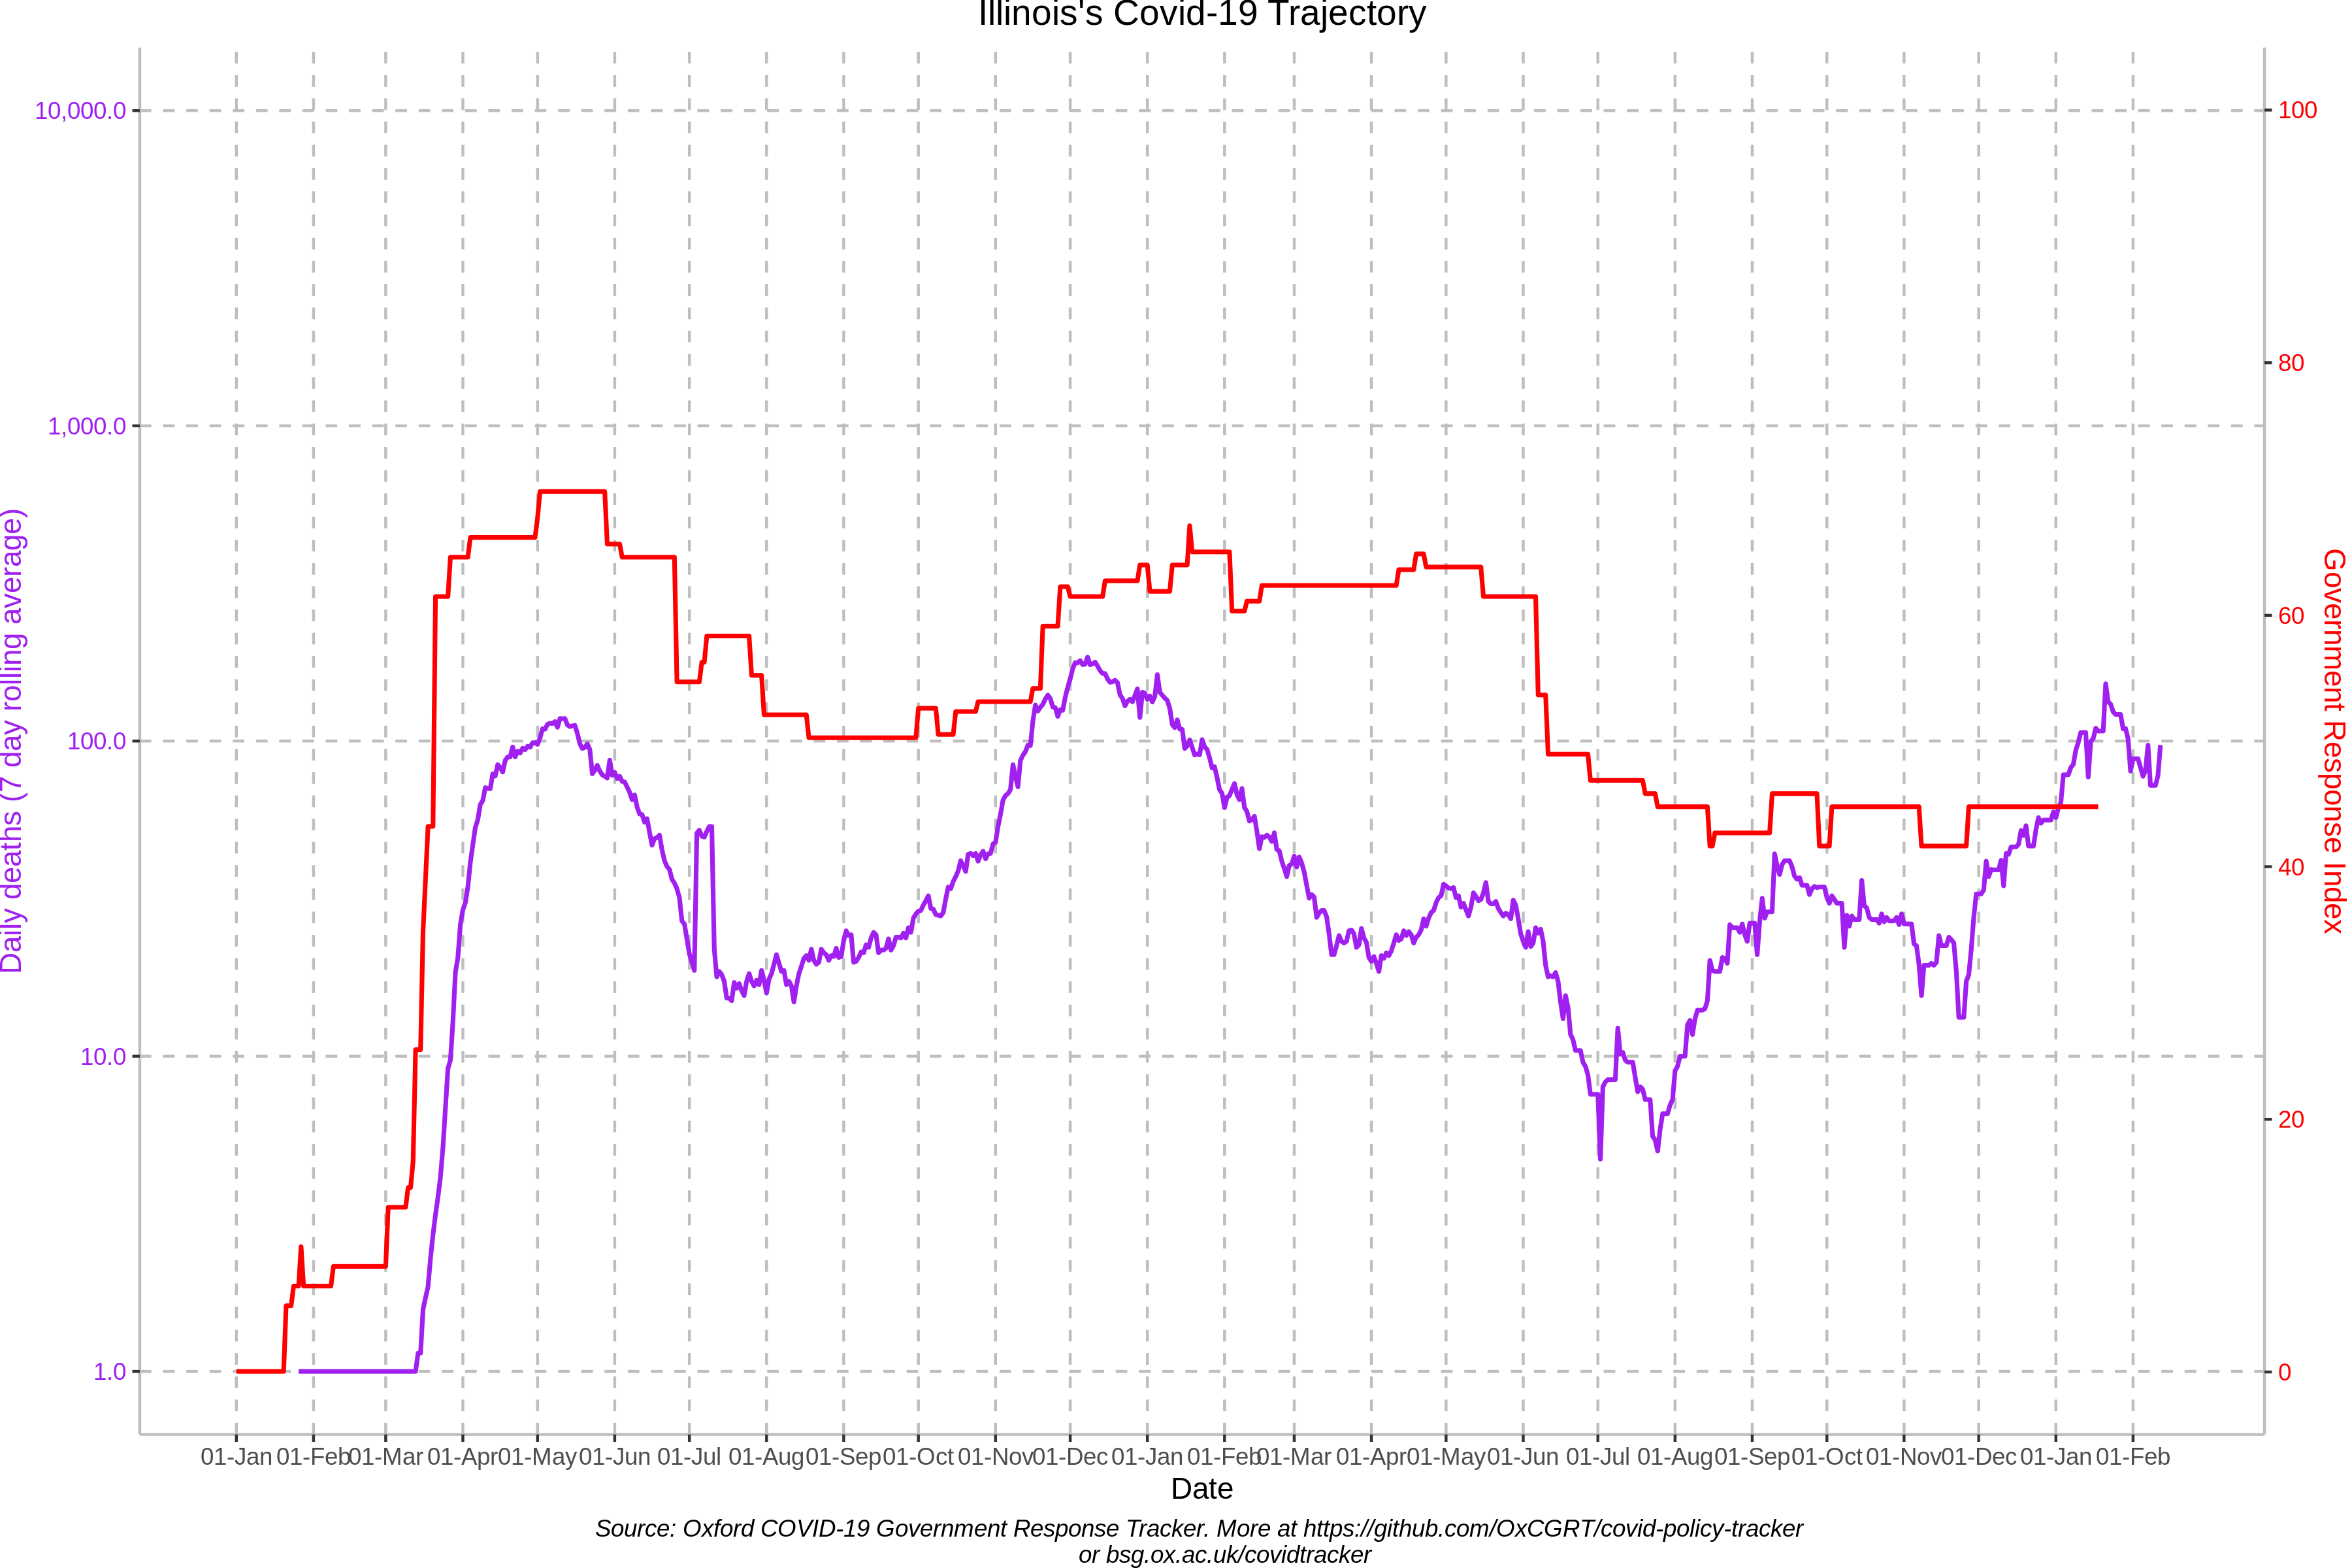 Illinois's Covid-19 Trajectory
10,000.0
1,000.0
100.0
10.0
1.0
Daily deaths (7 day rolling average)
100
80
60
40
20
0
Government Response Index
01-Jan 01-Feb 01-Mar 01-Apr 01-May 01-Jun 01-Jul 01-Aug 01-Sep 01-Oct 01-Nov 01-Dec 01-Jan 01-Feb 01-Mar 01-Apr 01-May 01-Jun 01-Jul 01-Aug 01-Sep 01-Oct 01-Nov 01-Dec 01-Jan 01-Feb
Date
Source: Oxford COVID-19 Government Response Tracker. More at https://github.com/OxCGRT/covid-policy-tracker
or bsg.ox.ac.uk/covidtracker